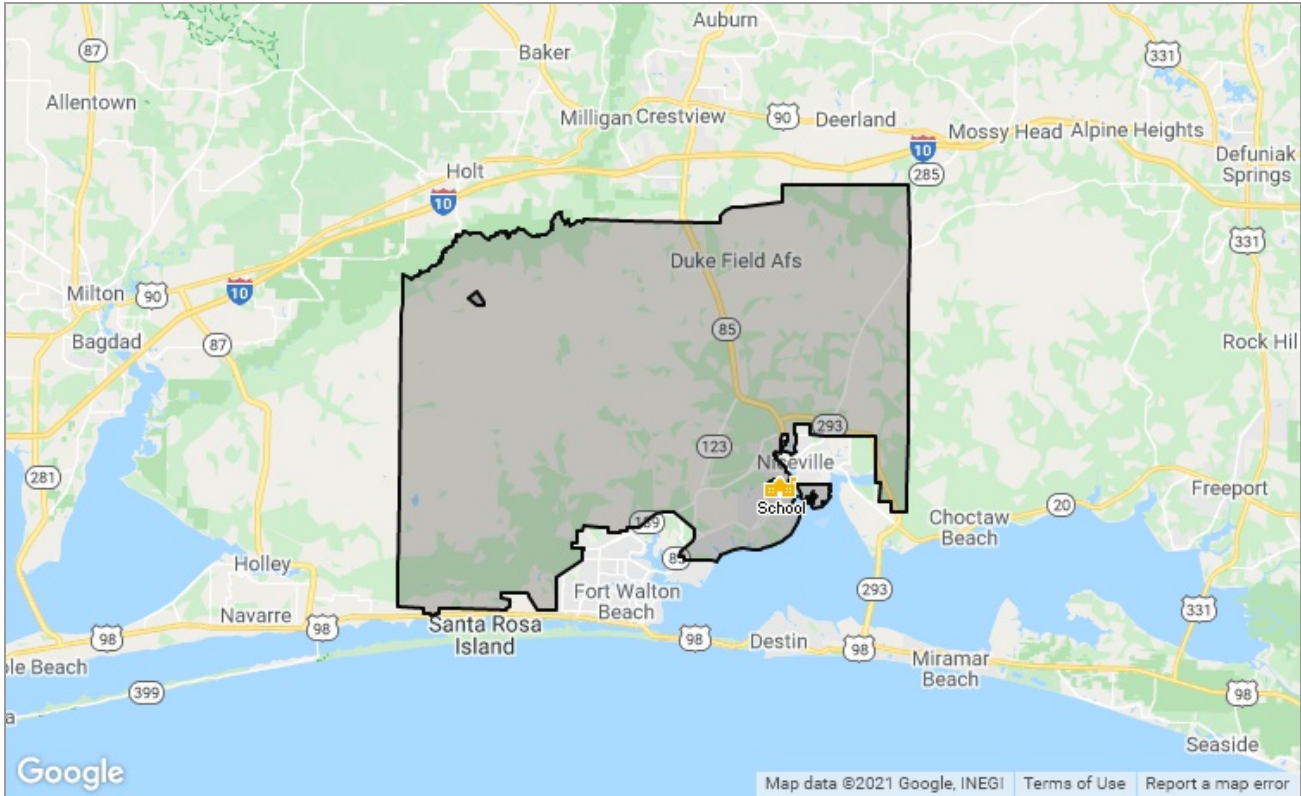 Auburn
87
Baker
331
Allentown
Milligan
Crestview
90
Deerland
Mossy Head
Alpine Heights
10
Defuniak
Springs
Holt
285
10
331
Duke Field Afs
Milton
90
10
Bagdad
87
85
Rock Hil
293
123
Niceville
281
School
Freeport
20
Choctaw
Beach
189
85
Holley
Fort Walton
Beach
293
Navarre
331
98
98
Santa Rosa
Island
98
Destin
98
Miramar
Beach
ole Beach
399
98
a
Seaside
Google
Map data ©2021 Google, INEGI
Terms of Use
Report a map error